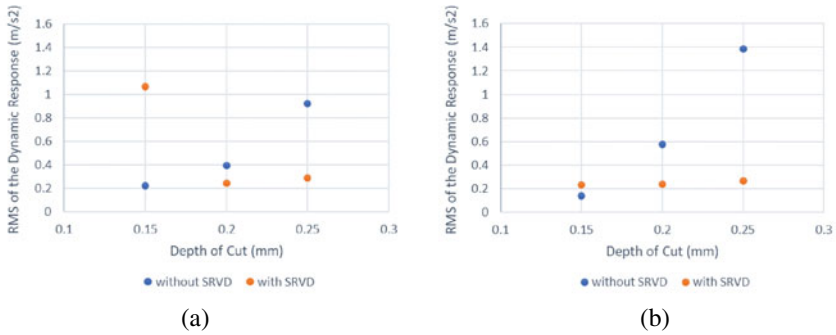 RMS of the Dynamic Response (m/s2)
1.6
1.4
1.2
1
0.8
0.6
0.4
0.2
0
0.1 0.15 0.2 0.25 0.3
Depth of Cut (mm)
without SRVD with SRVD
(a)
RMS of the Dynamic Response (m/s2)
1.6
1.4
1.2
1
0.8
0.6
0.4
0.2
0
0.1 0.15 0.2 0.25 0.3
Depth of Cut (mm)
without SRVD with SRVD
(b)